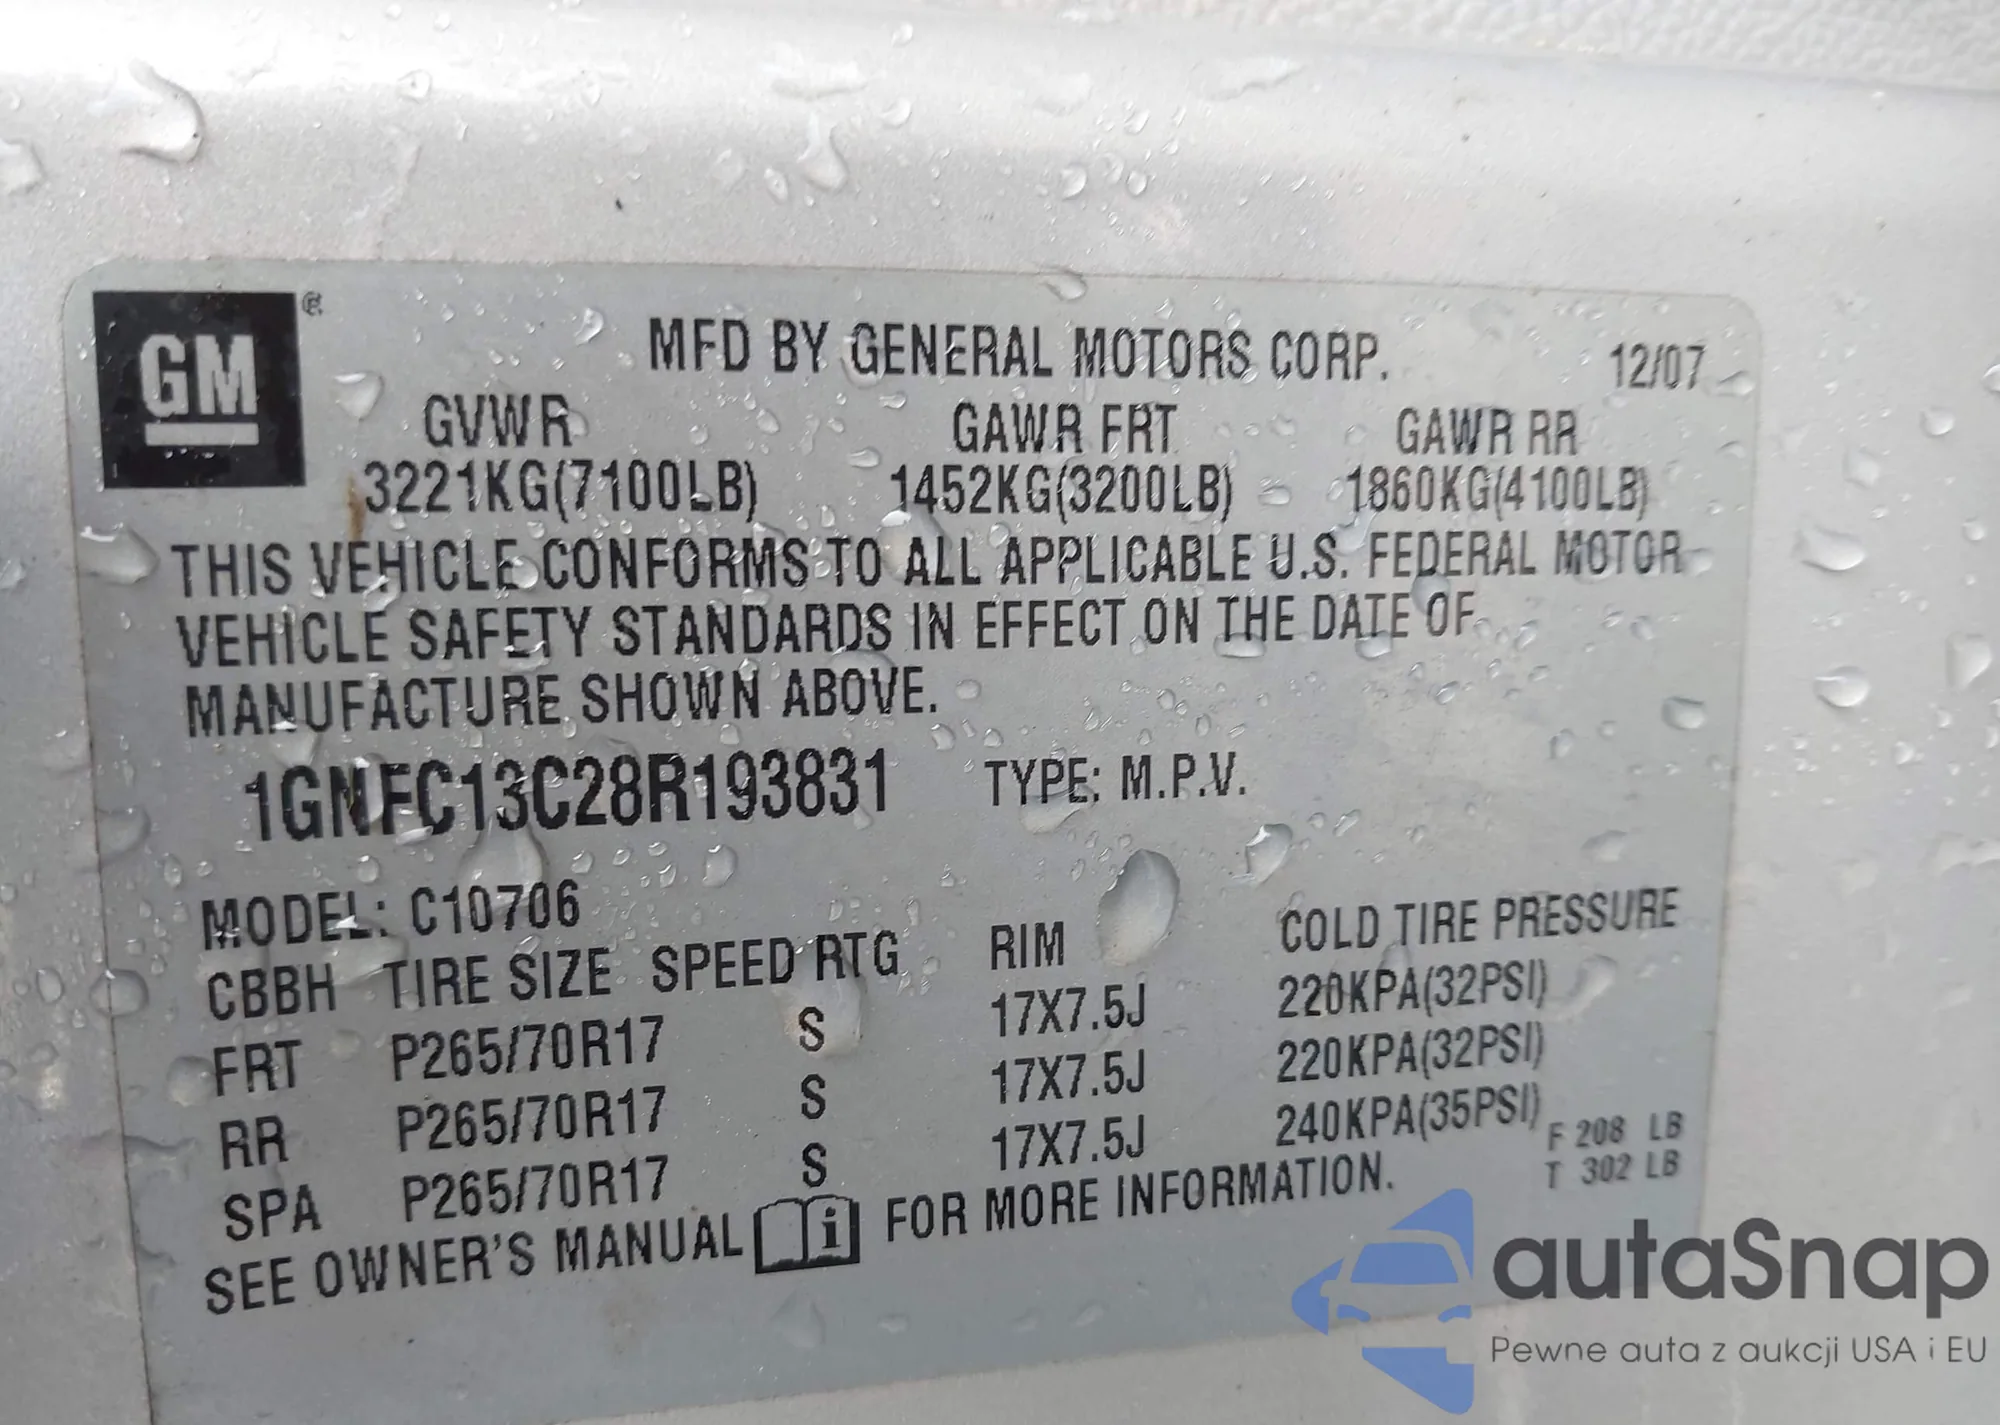 GM ®
MFD BY GENERAL MOTORS CORP. 12/07
GVWR GAWR FRT GAWR RR
3221KG(7100LB) 1452KG(3200LB) 1860KG(4100LB)
THIS VEHICLE CONFORMS TO ALL APPLICABLE U.S. FEDERAL MOTOR
VEHICLE SAFETY STANDARDS IN EFFECT ON THE DATE OF
MANUFACTURE SHOWN ABOVE.
1GNFC13C28R193831 TYPE: M.P.V.
MODEL: C10706
CBBH TIRE SIZE SPEED RTG RIM COLD TIRE PRESSURE
FRT P265/70R17 S 17X7.5J 220KPA(32PSI)
RR P265/70R17 S 17X7.5J 220KPA(32PSI)
SPA P265/70R17 S 17X7.5J 240KPA(35PSI)
F 208 LB
T 302 LB
SEE OWNER'S MANUAL i FOR MORE INFORMATION.
autaSnap
Pewne auta z aukcji USA i EU